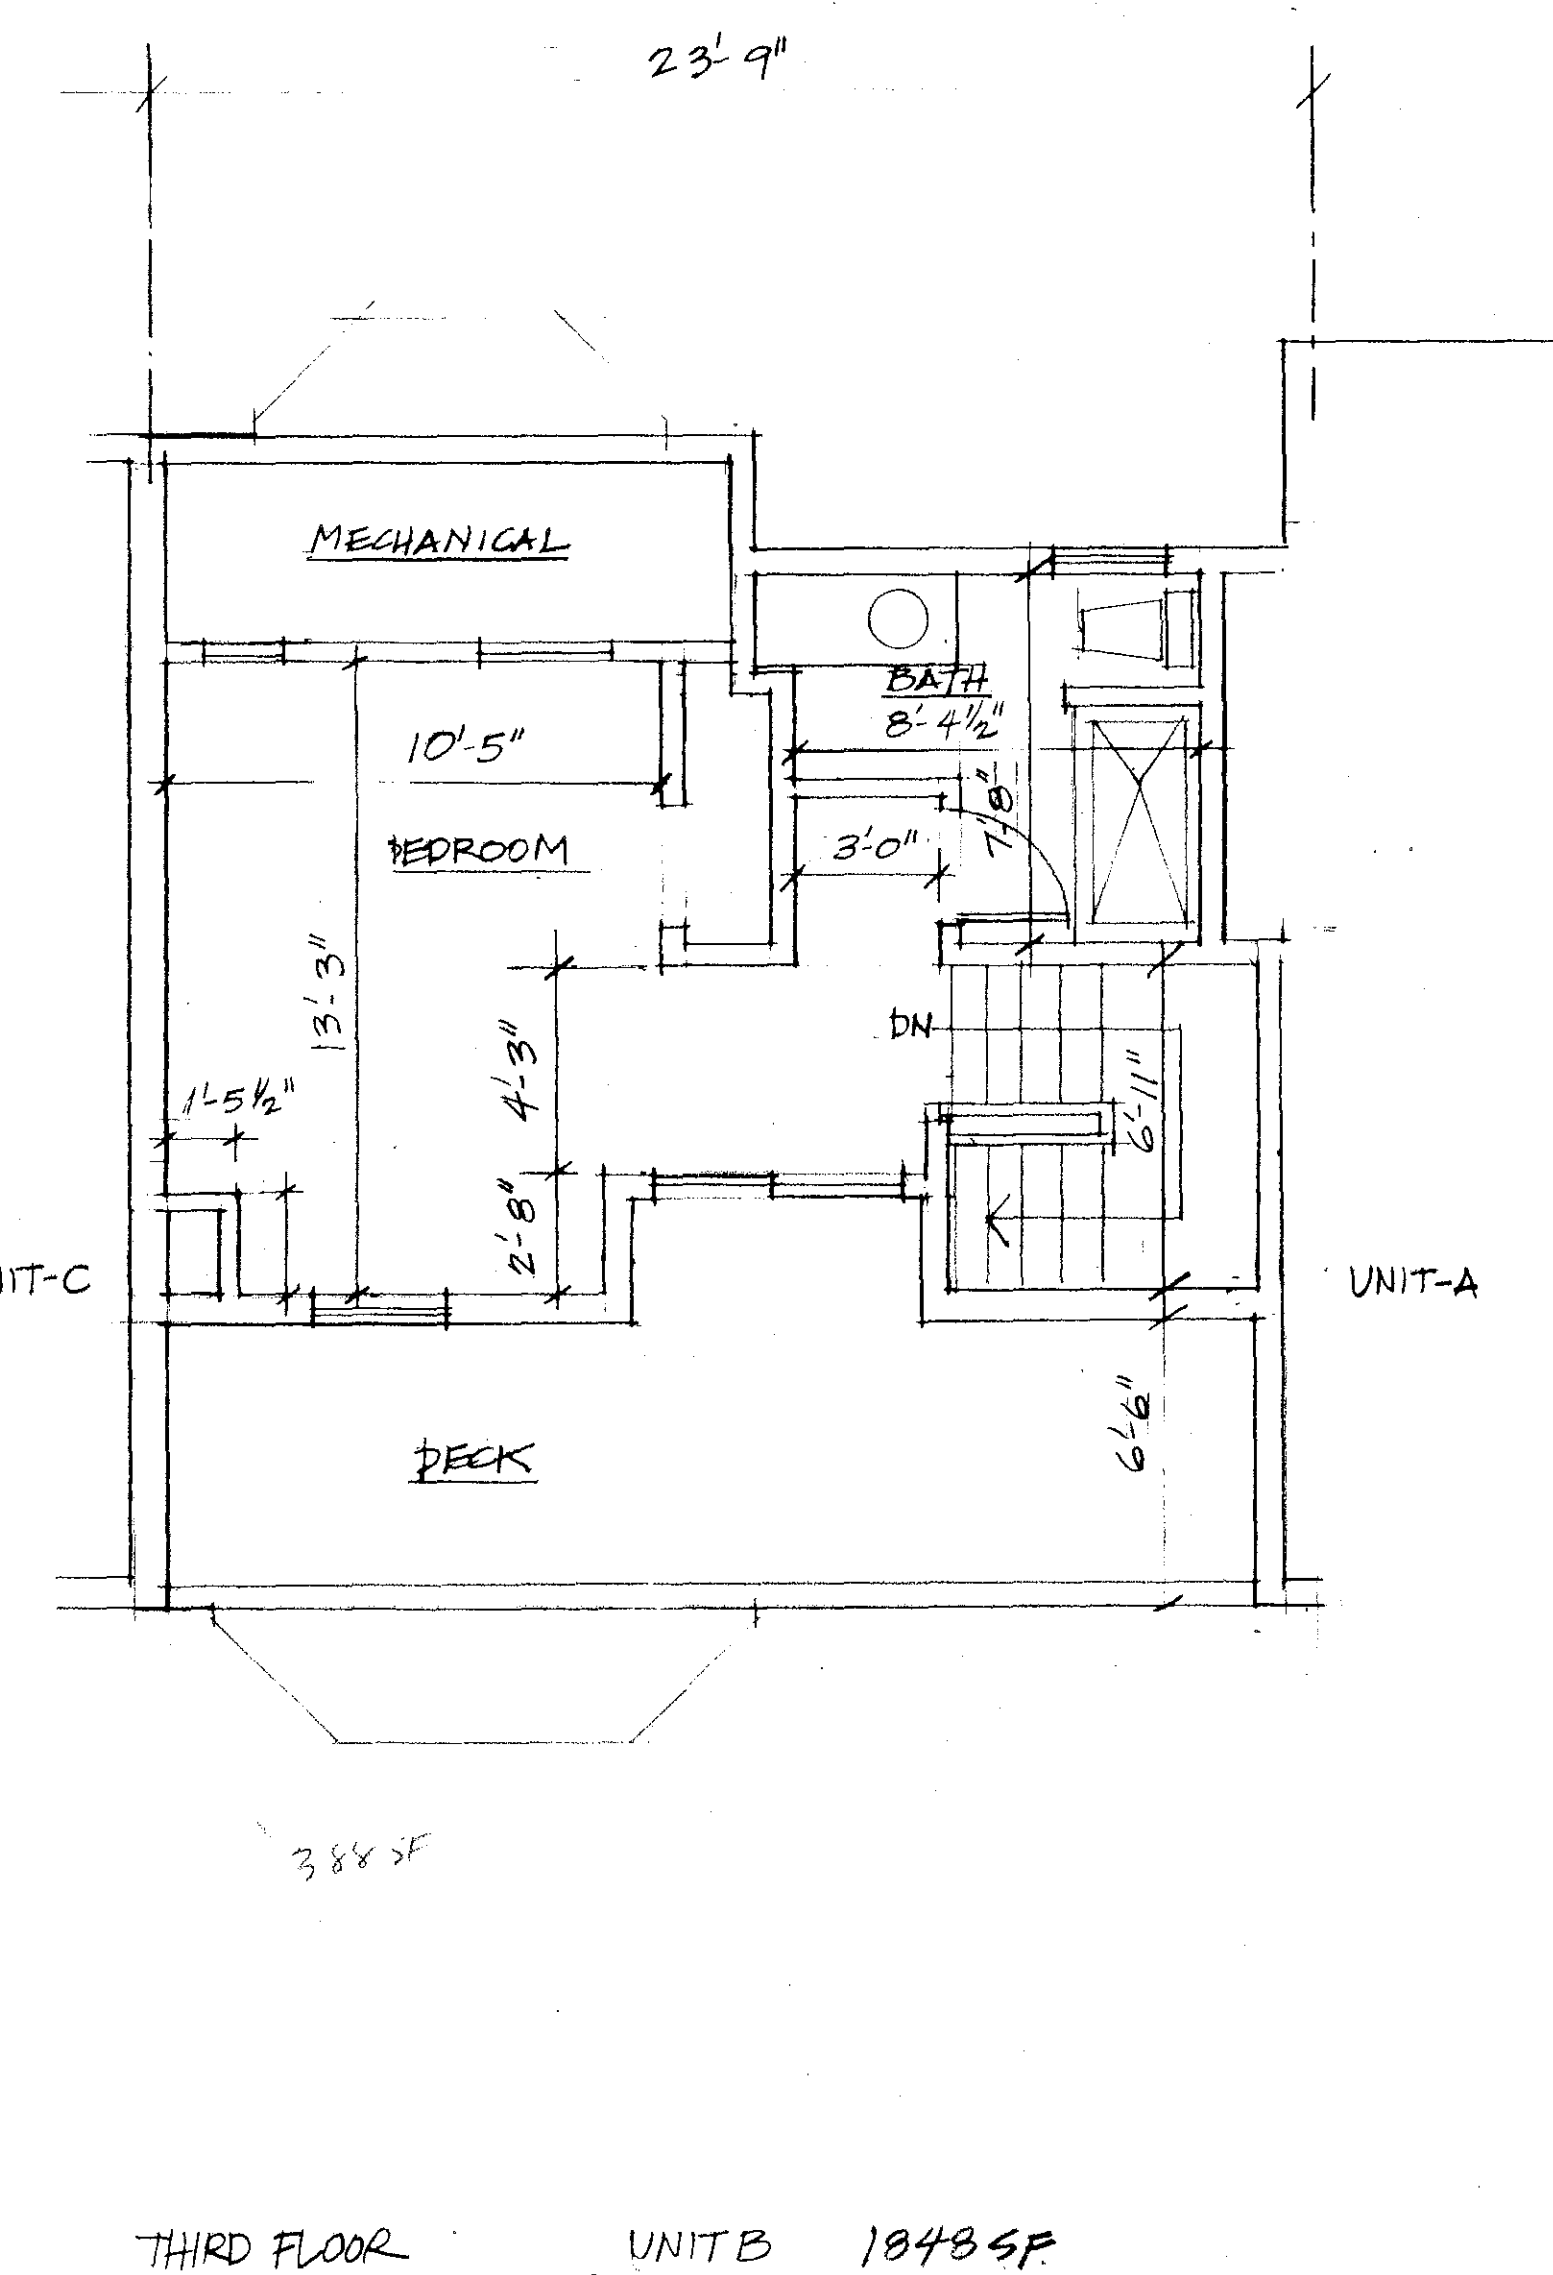 23'-9"
MECHANICAL
BATH
8'-4½"
10'-5"
7'-8"
BEDROOM
3'-0"
13'-3"
DN
4'-3"
6'-11"
1'-5½"
2'-8"
IT-C
UNIT-A
6'-6"
DECK
388 SF
THIRD FLOOR UNIT B 1848 SF